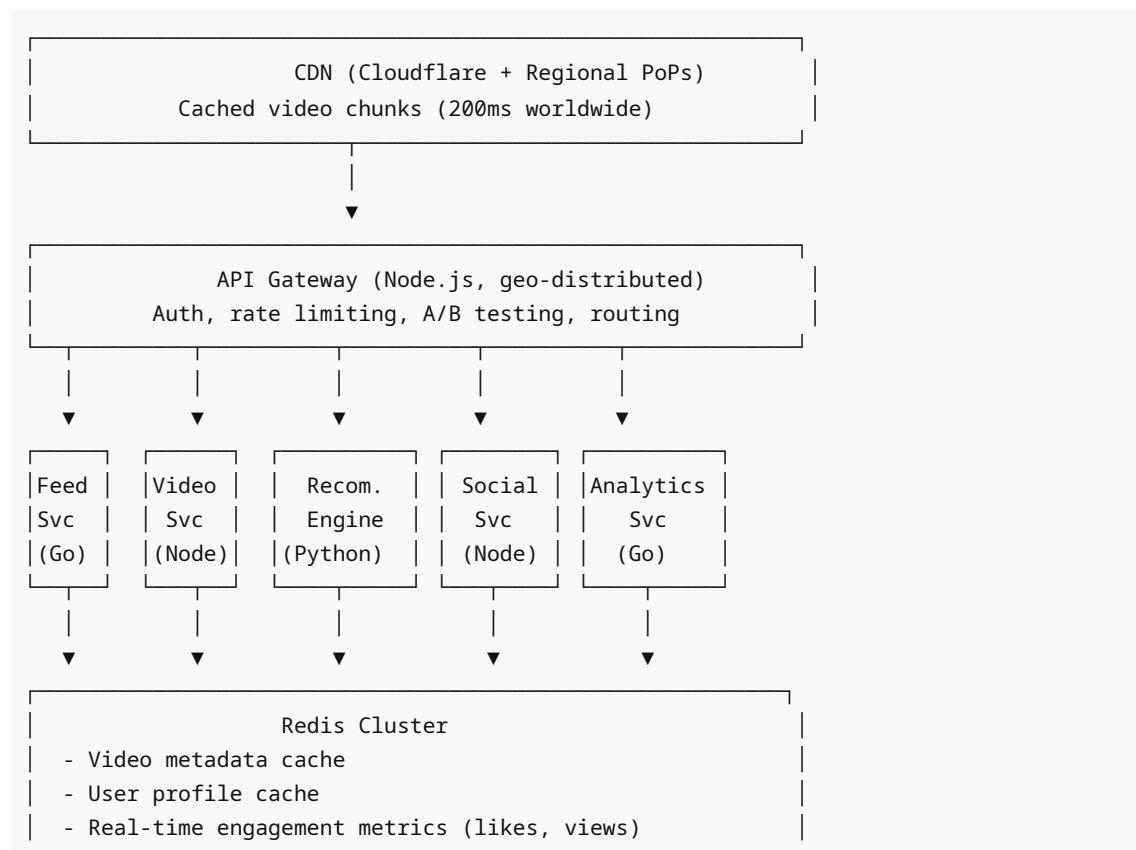 CDN (Cloudflare + Regional PoPs)
Cached video chunks (200ms worldwide)
API Gateway (Node.js, geo-distributed)
Auth, rate limiting, A/B testing, routing
Feed Video Recom. Social Analytics
Svc Svc Engine Svc Svc
(Go) (Node) (Python) (Node) (Go)
Redis Cluster
- Video metadata cache
- User profile cache
- Real-time engagement metrics (likes, views)